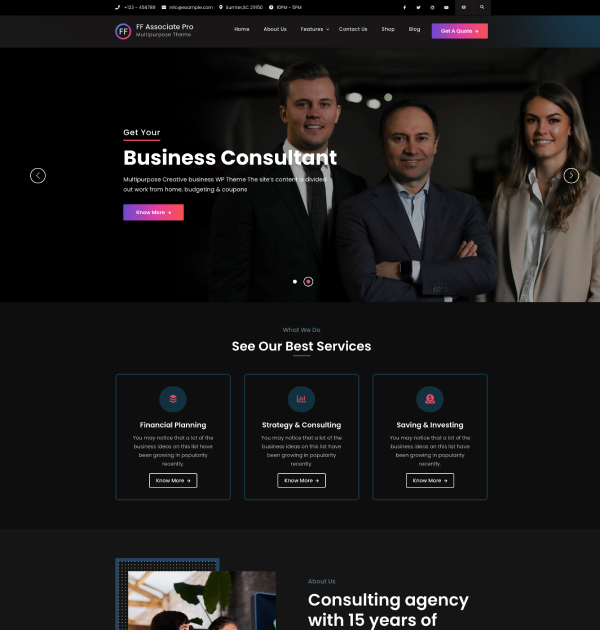 +123 - 456789 info@example.com Sumter,SC 29150 10PM - 5PM
FF FF Associate Pro
Multipurpose Theme
Home About Us Features Contact Us Shop Blog Get A Quote →
Get Your
Business Consultant
Multipurpose Creative business WP Theme The site's content is divided
out work from home, budgeting & coupons
Know More →
What We Do
See Our Best Services
Financial Planning
You may notice that a lot of the
business ideas on this list have
been growing in popularity
recently.
Know More →
Strategy & Consulting
You may notice that a lot of the
business ideas on this list have
been growing in popularity
recently.
Know More →
Saving & Investing
You may notice that a lot of the
business ideas on this list have
been growing in popularity
recently.
Know More →
About Us
Consulting agency
with 15 years of